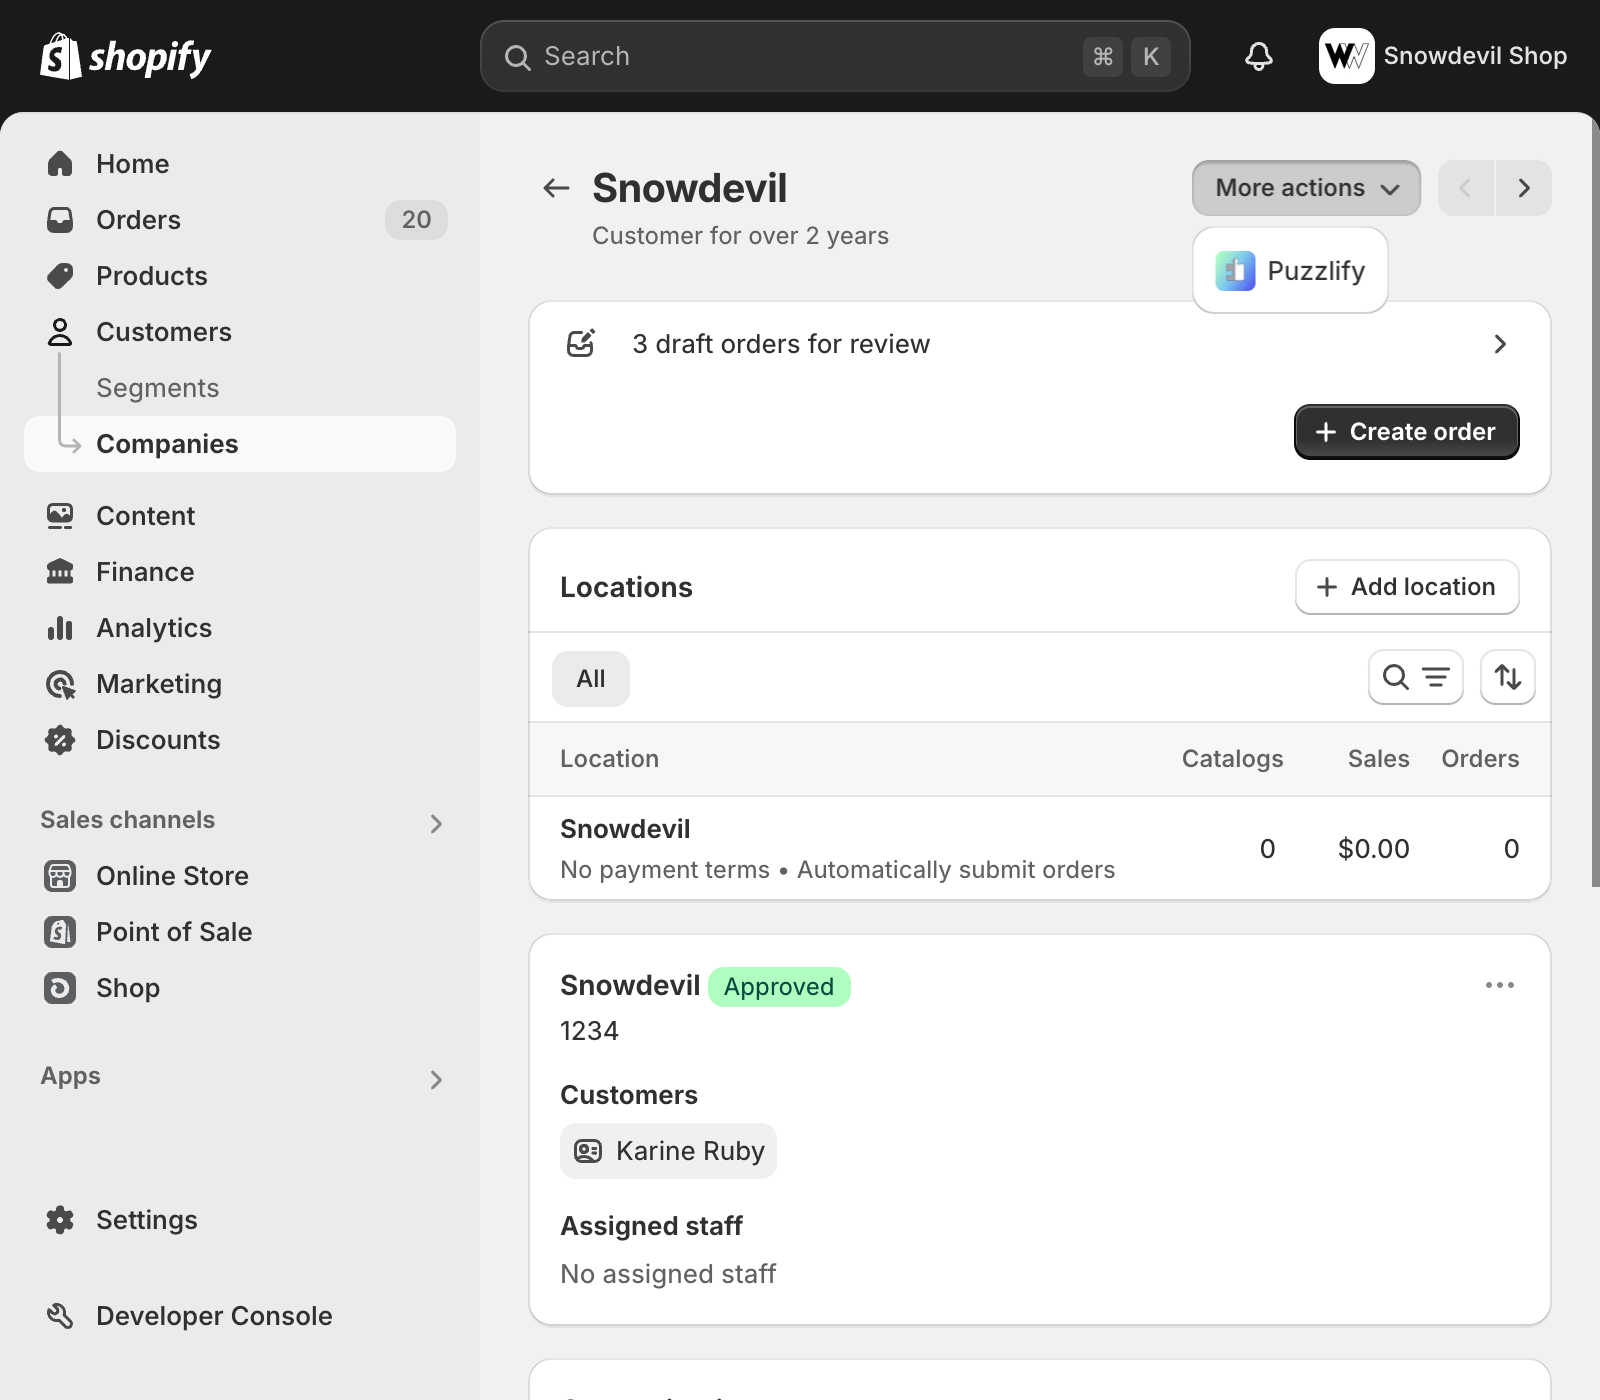 shopify
Search
⌘ K
Snowdevil Shop
Home
Orders 20
Products
Customers
Segments
Companies
Content
Finance
Analytics
Marketing
Discounts
Sales channels
Online Store
Point of Sale
Shop
Apps
Settings
Developer Console
Snowdevil
Customer for over 2 years
More actions
Puzzlify
3 draft orders for review
Create order
Locations
Add location
All
Location Catalogs Sales Orders
Snowdevil
No payment terms • Automatically submit orders
0 $0.00 0
Snowdevil Approved
1234
Customers
Karine Ruby
Assigned staff
No assigned staff